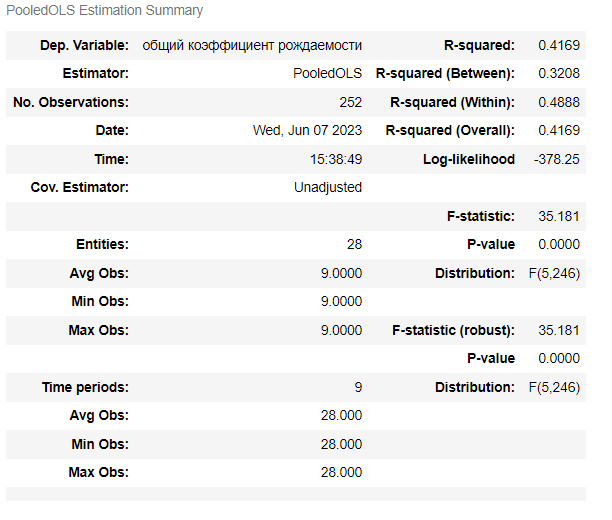 PooledOLS Estimation Summary
Dep. Variable: общий коэффициент рождаемости R-squared: 0.4169
Estimator: PooledOLS R-squared (Between): 0.3208
No. Observations: 252 R-squared (Within): 0.4888
Date: Wed, Jun 07 2023 R-squared (Overall): 0.4169
Time: 15:38:49 Log-likelihood -378.25
Cov. Estimator: Unadjusted
F-statistic: 35.181
Entities: 28 P-value 0.0000
Avg Obs: 9.0000 Distribution: F(5,246)
Min Obs: 9.0000
Max Obs: 9.0000 F-statistic (robust): 35.181
P-value 0.0000
Time periods: 9 Distribution: F(5,246)
Avg Obs: 28.000
Min Obs: 28.000
Max Obs: 28.000